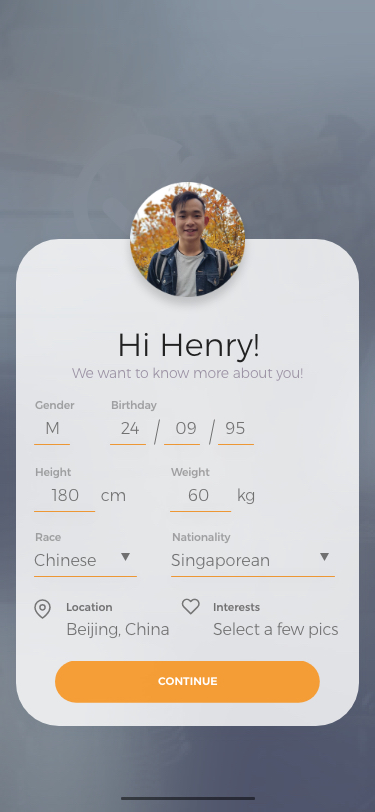 Hi Henry!
We want to know more about you!
Gender Birthday
M 24 / 09 / 95
Height Weight
180 cm 60 kg
Race Nationality
Chinese Singaporean
Location Interests
Beijing, China Select a few pics
CONTINUE